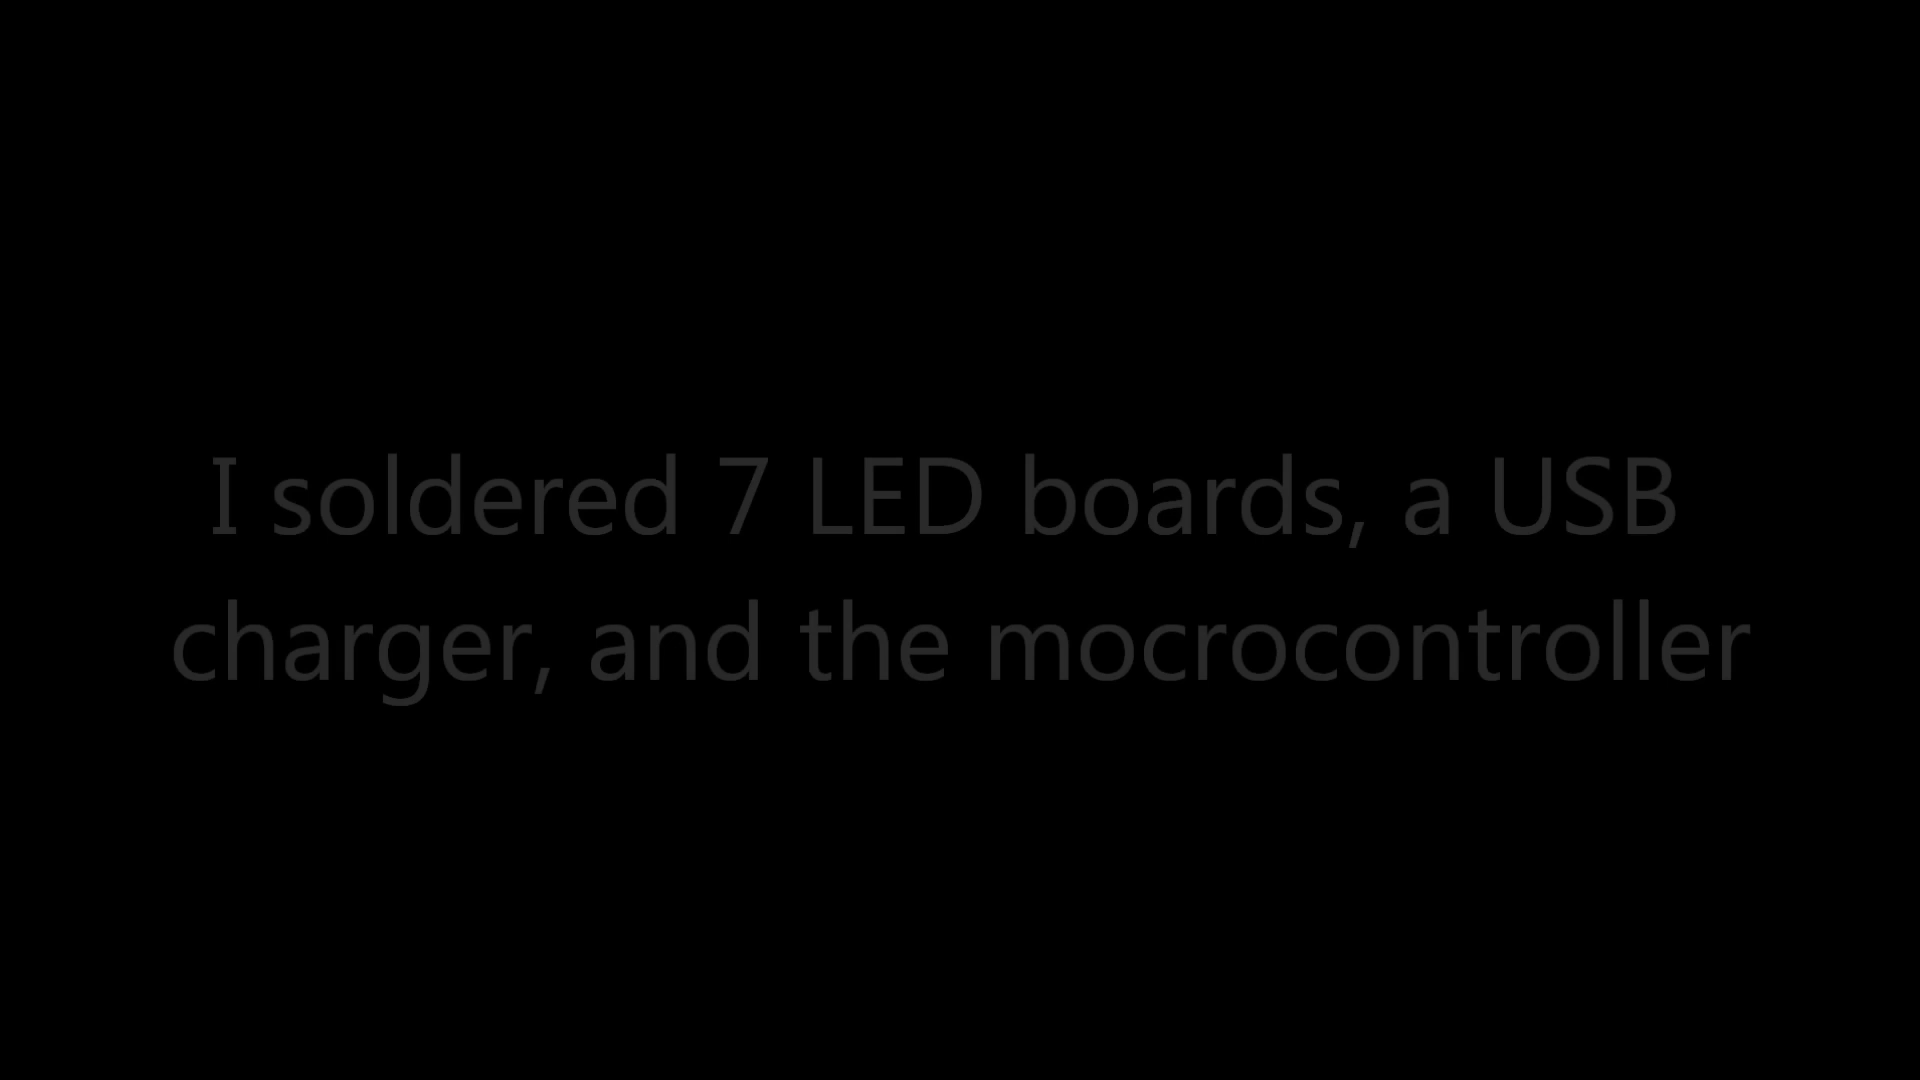 I soldered 7 LED boards, a USB
charger, and the mocrocontroller